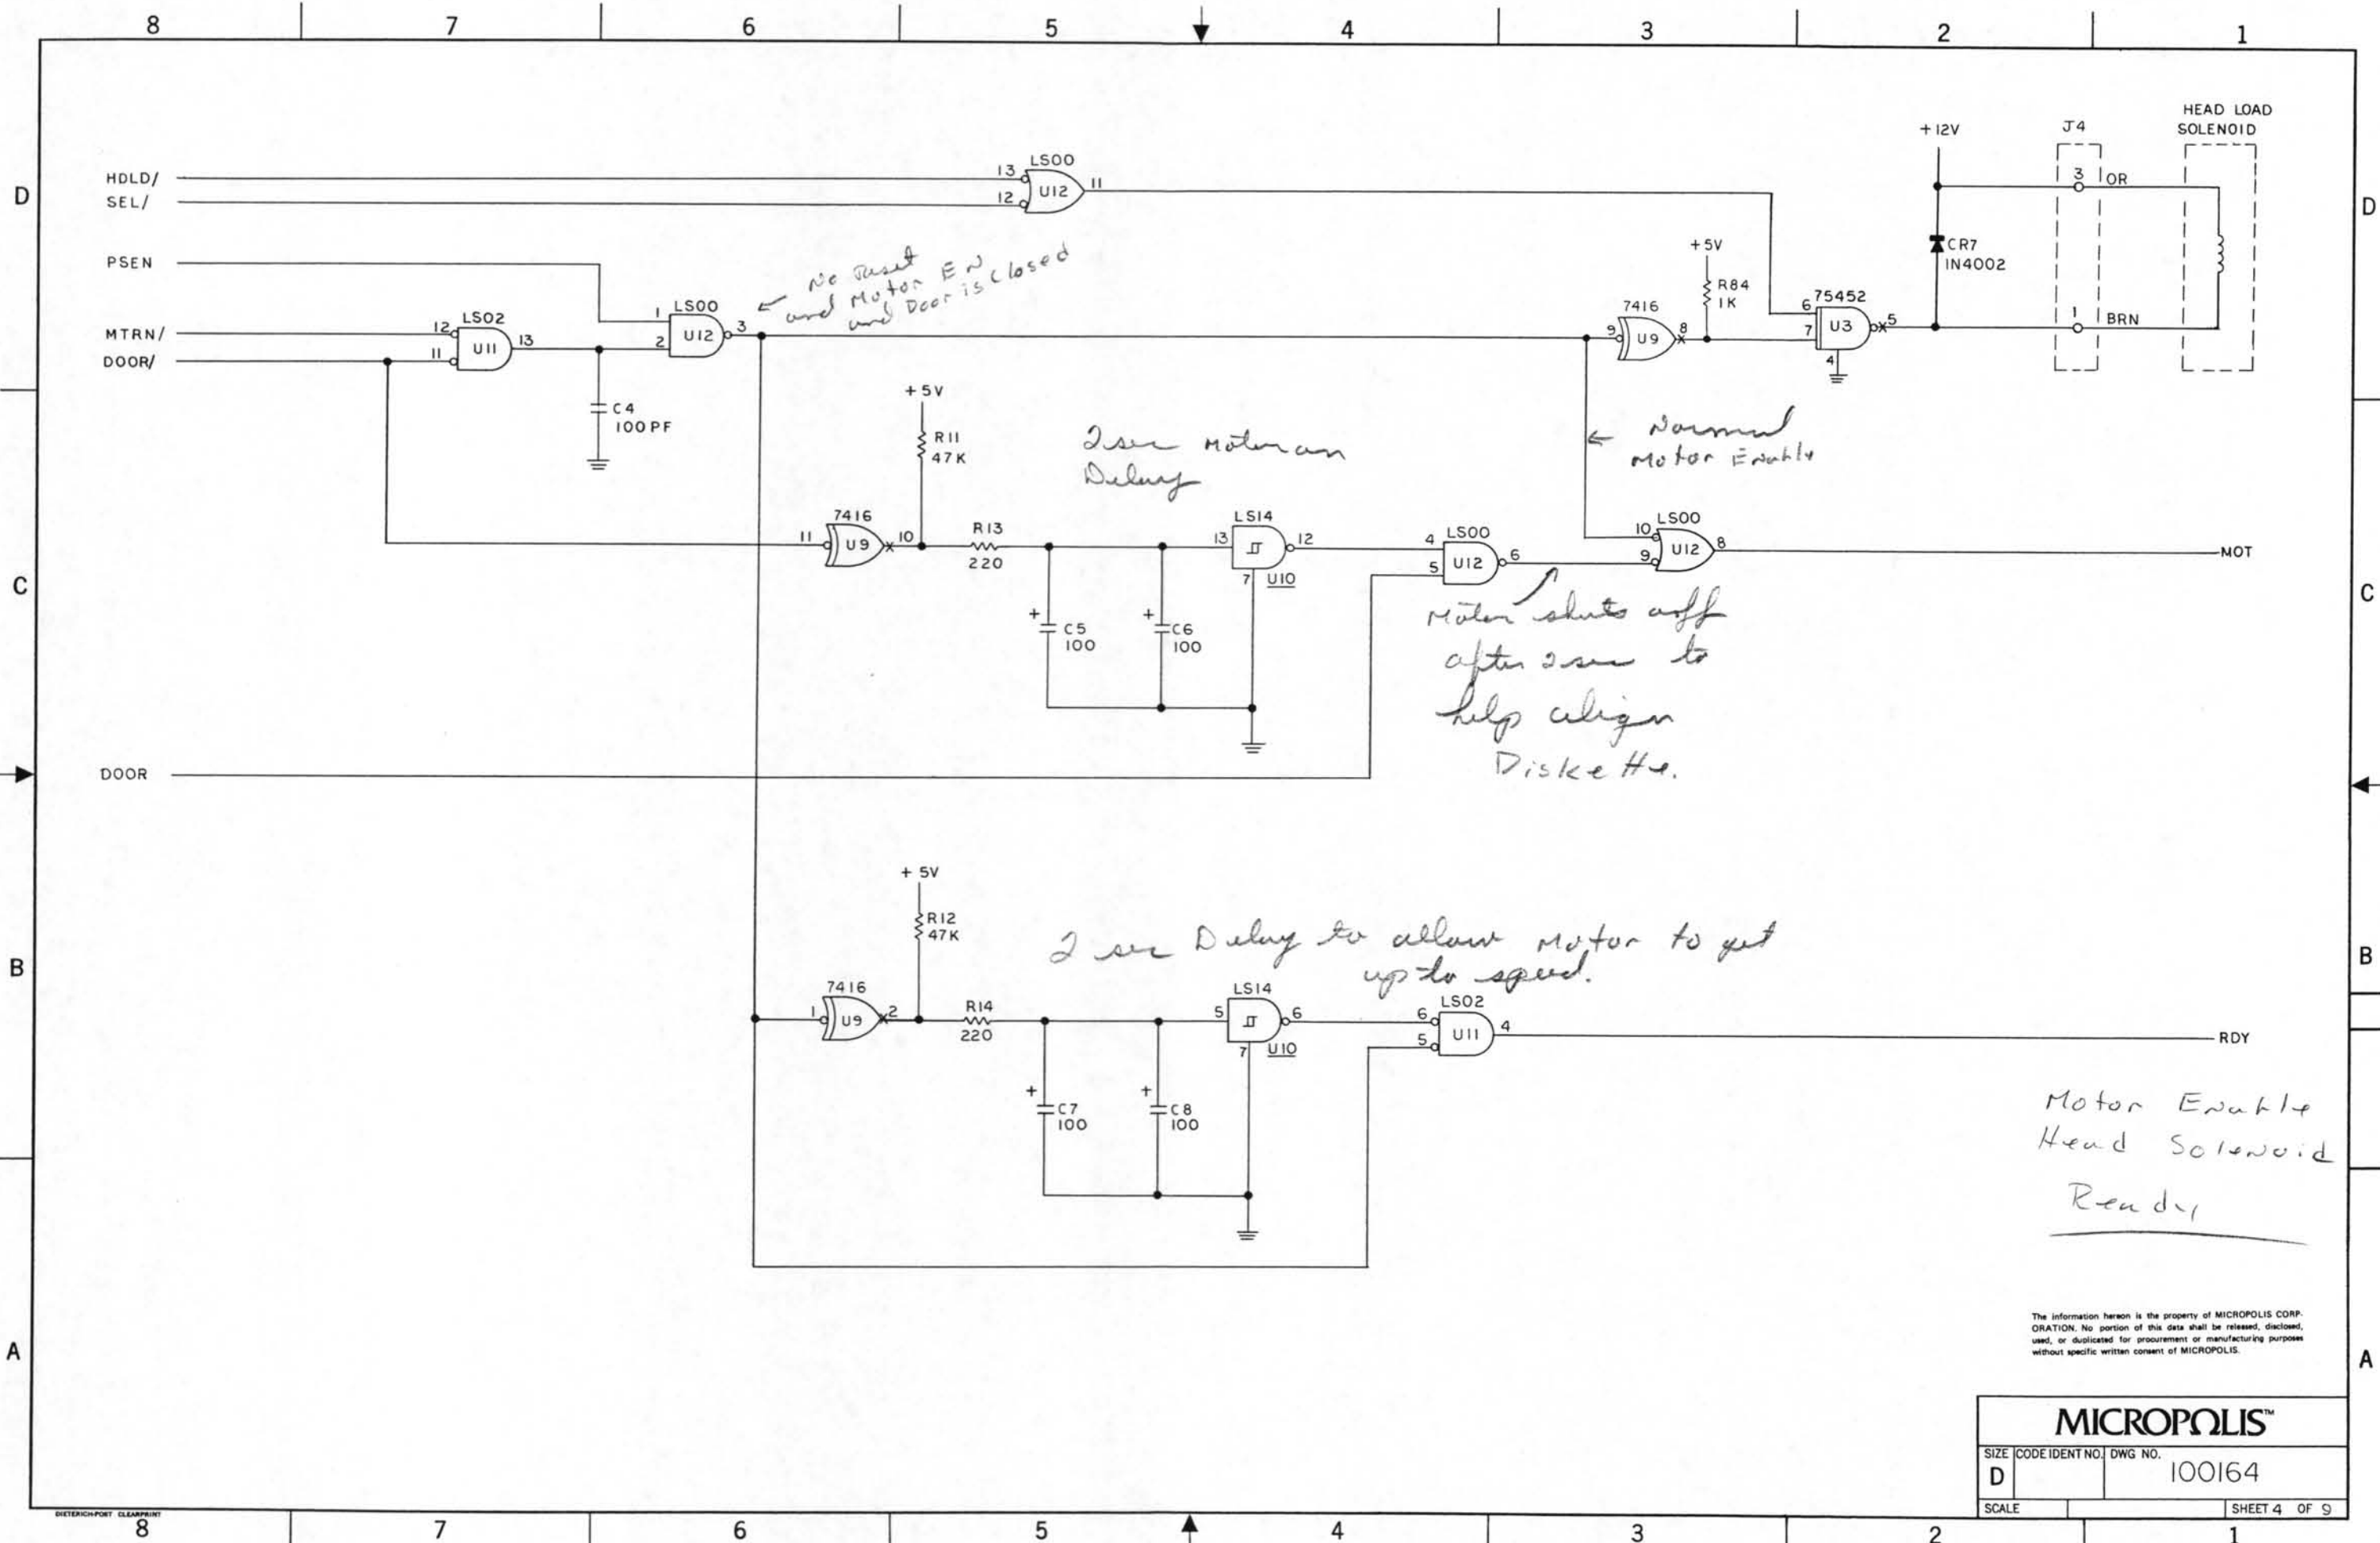 8 7 6 5 4 3 2 1
D
HDLD/
SEL/
PSEN
MTRN/
DOOR/
12 LS02
11 U11 13
C4
100PF
1 LS00
2 U12 3
No Reset
and Motor EN
and Door is closed
13 LS00
12 U12 11
+5V
R84
1K
7416
9 U9 8
75452
6
7 U3 5
4
+12V
CR7
1N4002
J4
3 OR
1 BRN
HEAD LOAD
SOLENOID
D
C
+5V
R11
47K
7416
11 U9 10
R13
220
2 sec Motor on
Delay
LS14
13 12
7 U10
+ C5
100
+ C6
100
LS00
4
5 U12 6
← Normal
Motor Enable
LS00
10
9 U12 8
MOT
Motor shuts off
after 2 sec to
help align
Diskette.
C
DOOR
B
+5V
R12
47K
7416
1 U9 2
R14
220
2 sec Delay to allow Motor to get
up to speed.
LS14
5 6
7 U10
+ C7
100
+ C8
100
LS02
6
5 U11 4
RDY
B
Motor Enable
Head Solenoid
Ready
A
The information hereon is the property of MICROPOLIS CORP-
ORATION. No portion of this data shall be released, disclosed,
used, or duplicated for procurement or manufacturing purposes
without specific written consent of MICROPOLIS.
A
MICROPOLIS™
SIZE CODE IDENT NO. DWG NO.
D 100164
SCALE SHEET 4 OF 9
DIETERICH-POST CLEARPRINT
8 7 6 5 4 3 2 1